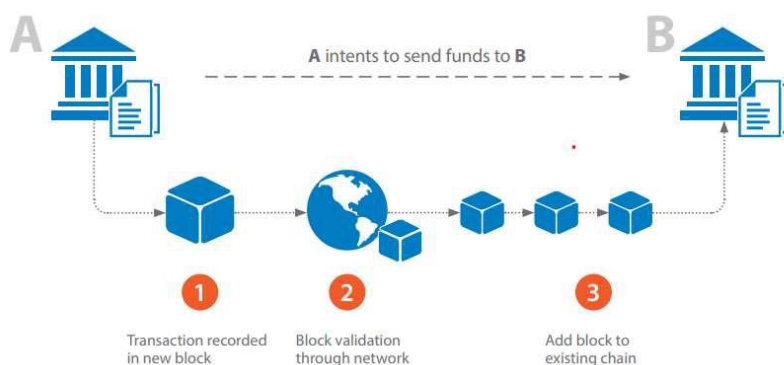 A
B
A intents to send funds to B
1
2
3
Transaction recorded
in new block
Block validation
through network
Add block to
existing chain